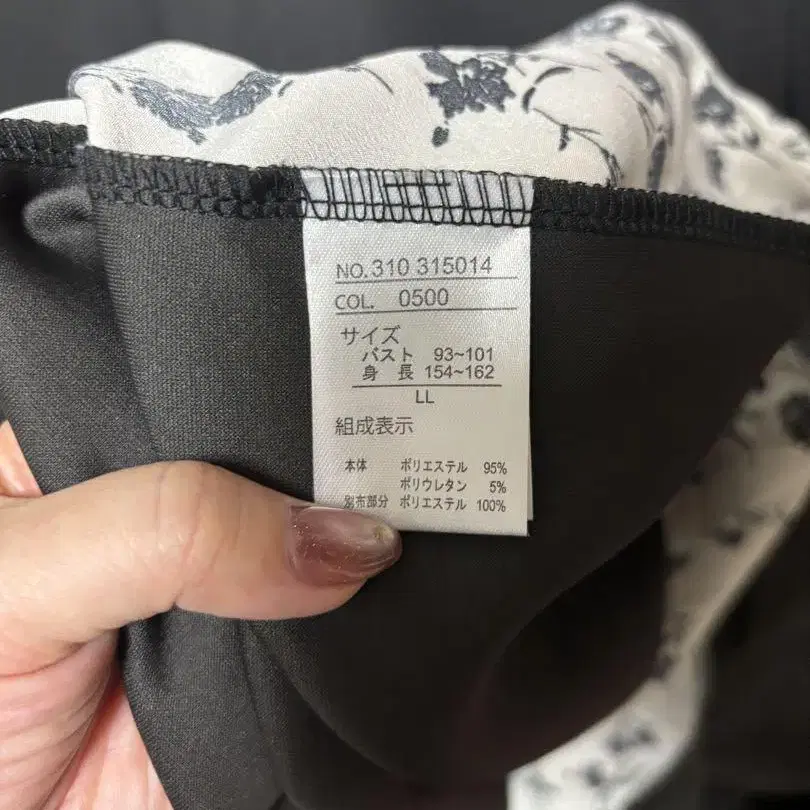 NO. 310 315014
COL. 0500
サイズ
バスト 93~101
身 長 154~162
LL
組成表示
本体 ポリエステル 95%
ポリウレタン 5%
別布部分 ポリエステル 100%